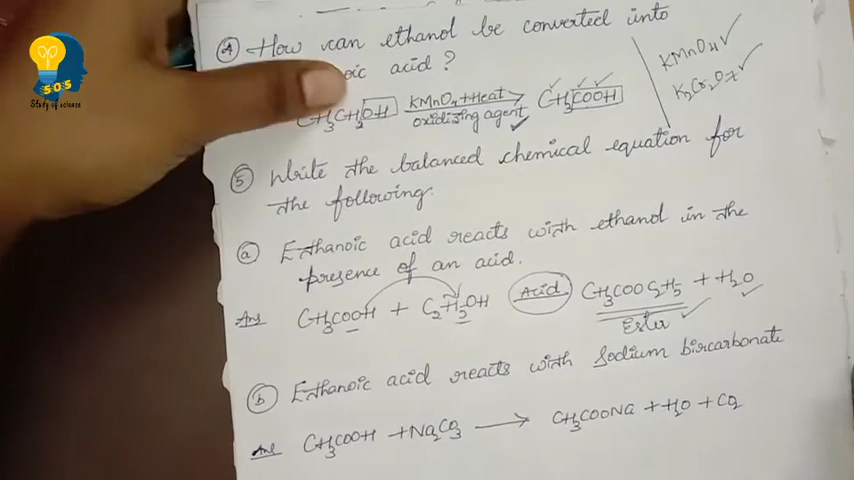 S.O.S
Study of science
4 How can ethanol be converted into
oic acid?
CH3CH2OH KMnO4+Heat oxidizing agent → CH3COOH
KMnO4 ✓
K2Cr2O7 ✓
5 Write the balanced chemical equation for
the following.
a Ethanoic acid reacts with ethanol in the
presence of an acid.
Ans CH3COOH + C2H5OH Acid CH3COOC2H5 + H2O
Ester
b Ethanoic acid reacts with Sodium bicarbonate
Ans CH3COOH + Na2CO3 → CH3COONa + H2O + CO2